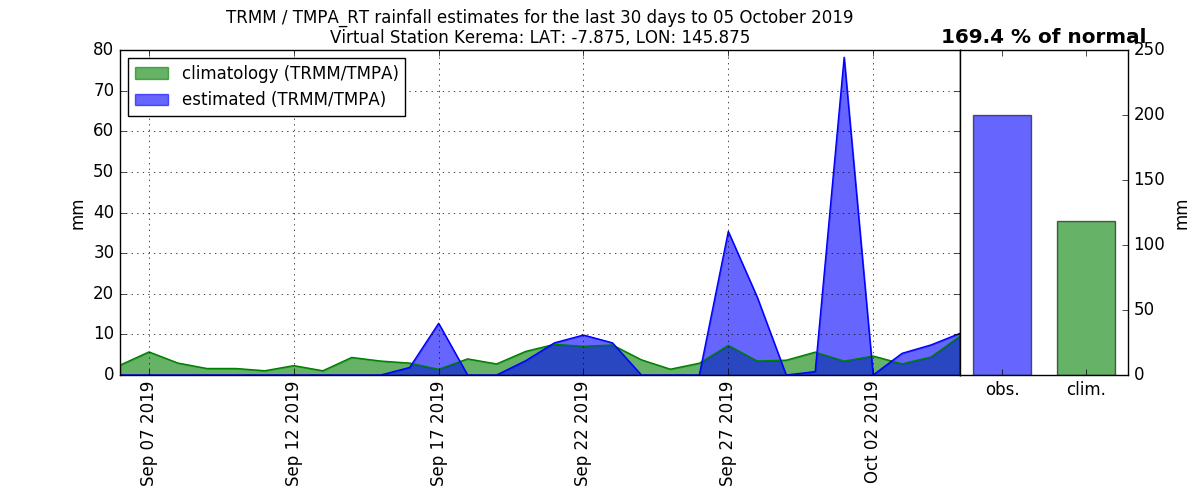 TRMM / TMPA_RT rainfall estimates for the last 30 days to 05 October 2019
Virtual Station Kerema: LAT: -7.875, LON: 145.875
169.4 % of normal
climatology (TRMM/TMPA)
estimated (TRMM/TMPA)
mm
80
70
60
50
40
30
20
10
0
Sep 07 2019
Sep 12 2019
Sep 17 2019
Sep 22 2019
Sep 27 2019
Oct 02 2019
obs.
clim.
250
200
150
100
50
0
mm